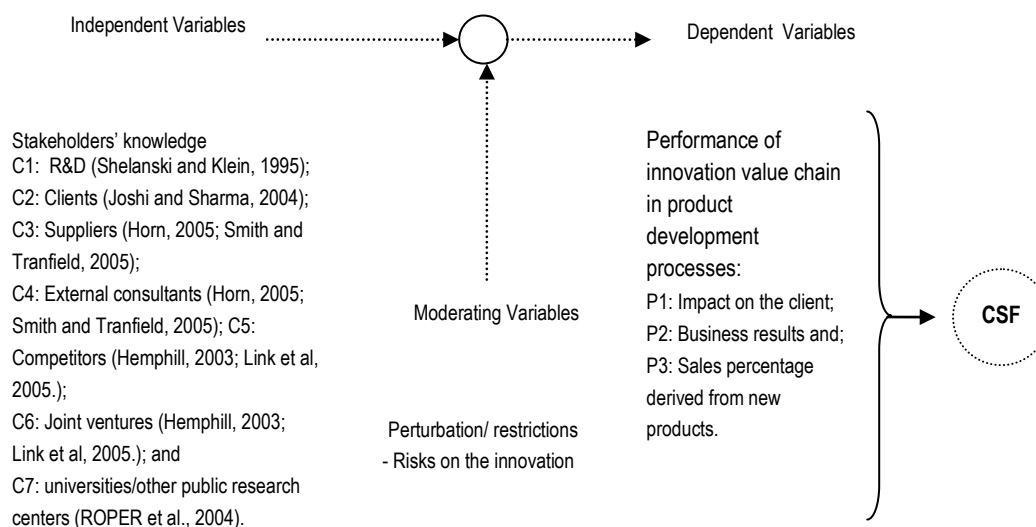 Independent Variables
Dependent Variables
Stakeholders' knowledge
C1: R&D (Shelanski and Klein, 1995);
C2: Clients (Joshi and Sharma, 2004);
C3: Suppliers (Horn, 2005; Smith and
Tranfield, 2005);
C4: External consultants (Horn, 2005;
Smith and Tranfield, 2005); C5:
Competitors (Hemphill, 2003; Link et al,
2005.);
C6: Joint ventures (Hemphill, 2003;
Link et al, 2005.); and
C7: universities/other public research
centers (ROPER et al., 2004).
Moderating Variables
Perturbation/ restrictions
- Risks on the innovation
Performance of
innovation value chain
in product
development
processes:
P1: Impact on the client;
P2: Business results and;
P3: Sales percentage
derived from new
products.
CSF